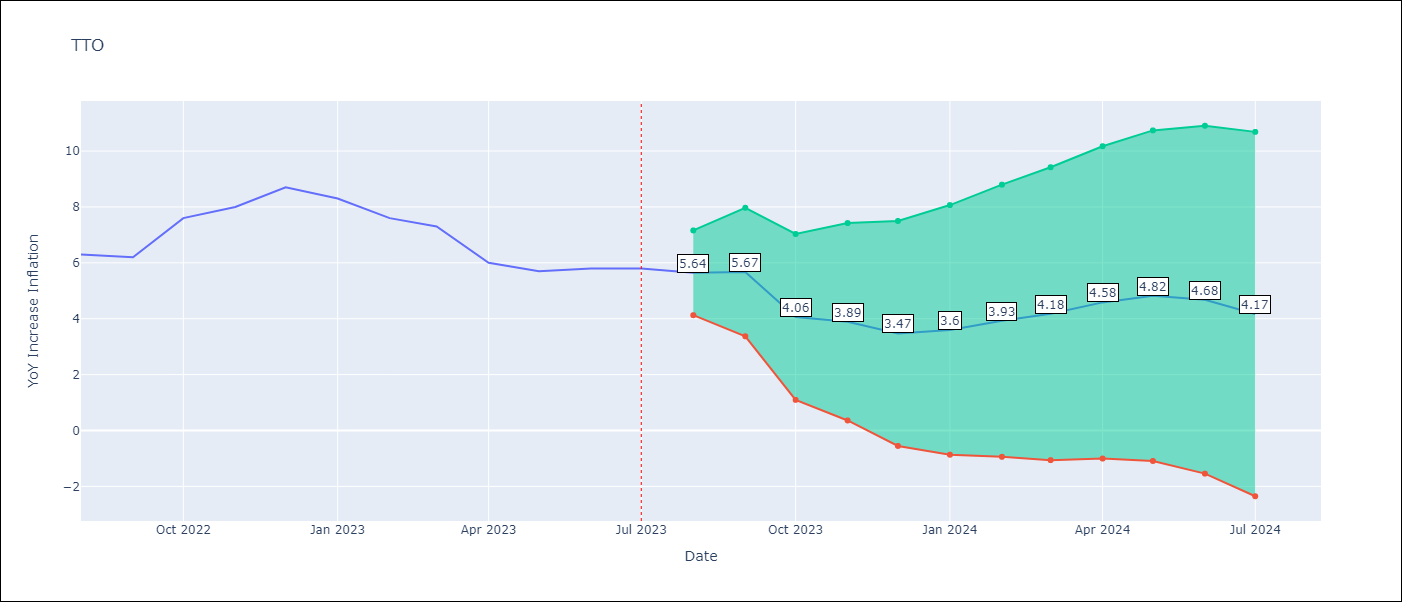 TTO
YoY Increase Inflation
10
8
6
4
2
0
−2
5.64
5.67
4.06
3.89
3.47
3.6
3.93
4.18
4.58
4.82
4.68
4.17
Oct 2022
Jan 2023
Apr 2023
Jul 2023
Oct 2023
Jan 2024
Apr 2024
Jul 2024
Date